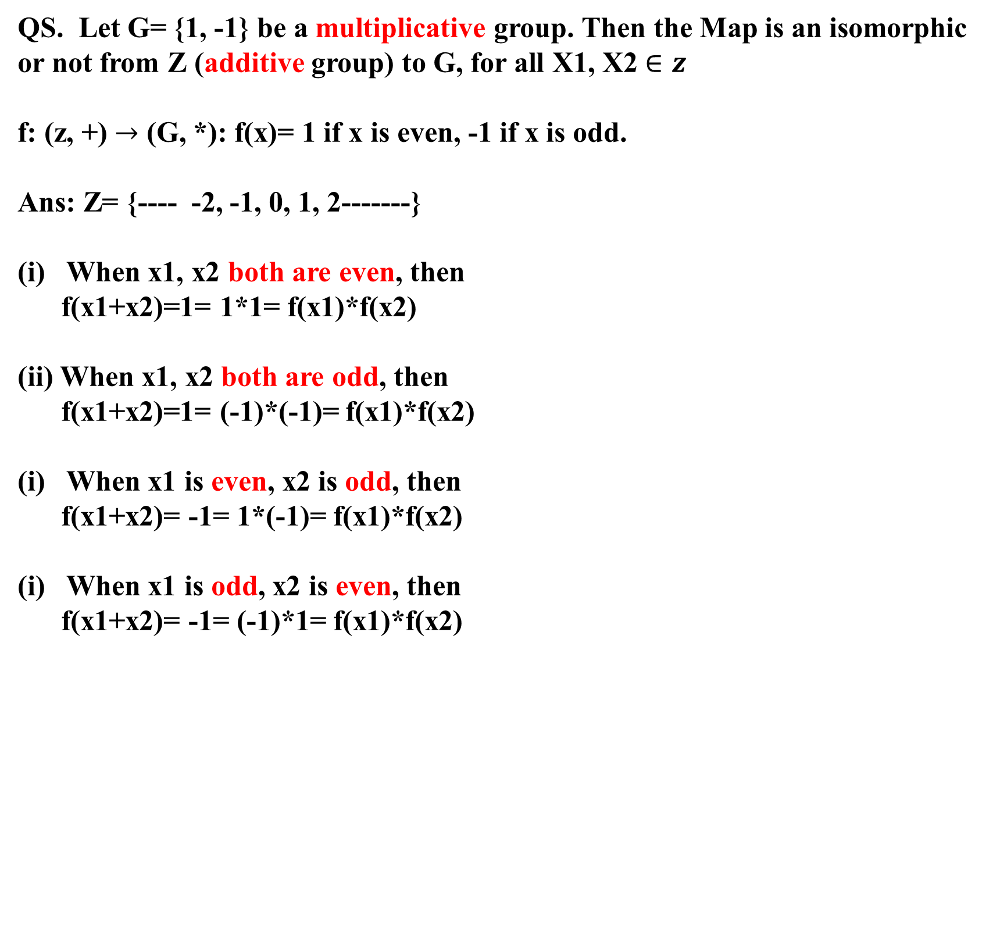 QS. Let G= {1, -1} be a multiplicative group. Then the Map is an isomorphic
or not from Z (additive group) to G, for all X1, X2 ∈ z
f: (z, +) → (G, *): f(x)= 1 if x is even, -1 if x is odd.
Ans: Z= {---- -2, -1, 0, 1, 2-------}
(i) When x1, x2 both are even, then
f(x1+x2)=1= 1*1= f(x1)*f(x2)
(ii) When x1, x2 both are odd, then
f(x1+x2)=1= (-1)*(-1)= f(x1)*f(x2)
(i) When x1 is even, x2 is odd, then
f(x1+x2)= -1= 1*(-1)= f(x1)*f(x2)
(i) When x1 is odd, x2 is even, then
f(x1+x2)= -1= (-1)*1= f(x1)*f(x2)